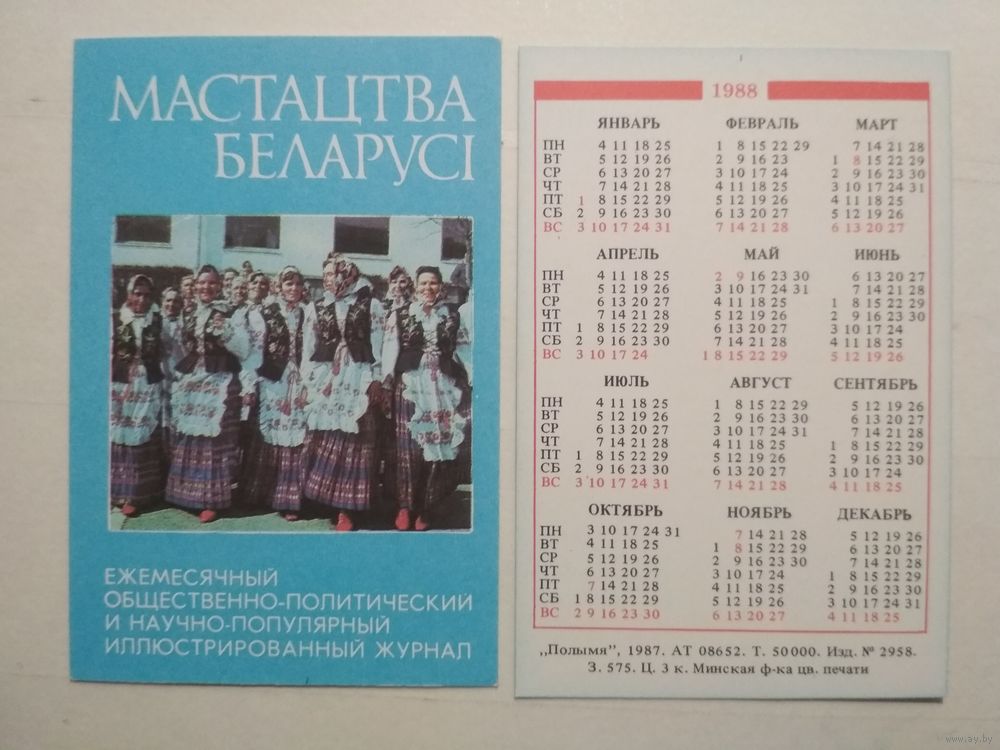 МАСТАЦТВА
БЕЛАРУСІ
ЕЖЕМЕСЯЧНЫЙ
ОБЩЕСТВЕННО-ПОЛИТИЧЕСКИЙ
И НАУЧНО-ПОПУЛЯРНЫЙ
ИЛЛЮСТРИРОВАННЫЙ ЖУРНАЛ
1988
ЯНВАРЬ ФЕВРАЛЬ МАРТ
ПН 4 11 18 25 1 8 15 22 29 7 14 21 28
ВТ 5 12 19 26 2 9 16 23 1 8 15 22 29
СР 6 13 20 27 3 10 17 24 2 9 16 23 30
ЧТ 7 14 21 28 4 11 18 25 3 10 17 24 31
ПТ 1 8 15 22 29 5 12 19 26 4 11 18 25
СБ 2 9 16 23 30 6 13 20 27 5 12 19 26
ВС 3 10 17 24 31 7 14 21 28 6 13 20 27
АПРЕЛЬ МАЙ ИЮНЬ
ПН 4 11 18 25 2 9 16 23 30 6 13 20 27
ВТ 5 12 19 26 3 10 17 24 31 7 14 21 28
СР 6 13 20 27 4 11 18 25 1 8 15 22 29
ЧТ 7 14 21 28 5 12 19 26 2 9 16 23 30
ПТ 1 8 15 22 29 6 13 20 27 3 10 17 24
СБ 2 9 16 23 30 7 14 21 28 4 11 18 25
ВС 3 10 17 24 1 8 15 22 29 5 12 19 26
ИЮЛЬ АВГУСТ СЕНТЯБРЬ
ПН 4 11 18 25 1 8 15 22 29 5 12 19 26
ВТ 5 12 19 26 2 9 16 23 30 6 13 20 27
СР 6 13 20 27 3 10 17 24 31 7 14 21 28
ЧТ 7 14 21 28 4 11 18 25 1 8 15 22 29
ПТ 1 8 15 22 29 5 12 19 26 2 9 16 23 30
СБ 2 9 16 23 30 6 13 20 27 3 10 17 24
ВС 3 10 17 24 31 7 14 21 28 4 11 18 25
ОКТЯБРЬ НОЯБРЬ ДЕКАБРЬ
ПН 3 10 17 24 31 7 14 21 28 5 12 19 26
ВТ 4 11 18 25 1 8 15 22 29 6 13 20 27
СР 5 12 19 26 2 9 16 23 30 7 14 21 28
ЧТ 6 13 20 27 3 10 17 24 1 8 15 22 29
ПТ 7 14 21 28 4 11 18 25 2 9 16 23 30
СБ 1 8 15 22 29 5 12 19 26 3 10 17 24 31
ВС 2 9 16 23 30 6 13 20 27 4 11 18 25
„Полымя", 1987. АТ 08652. Т. 50000. Изд. № 2958-
З. 575. Ц. 3 к. Минская ф-ка цв. печати
www.ay.by